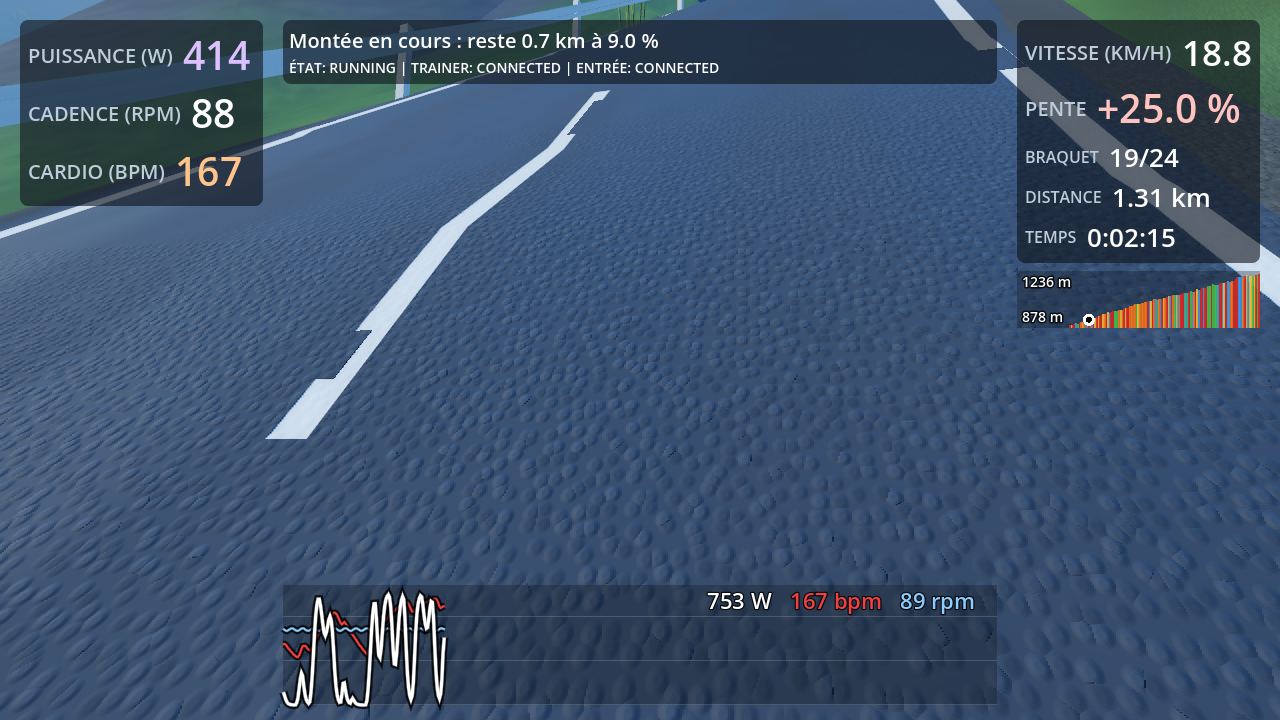 PUISSANCE (W) 414
CADENCE (RPM) 88
CARDIO (BPM) 167
Montée en cours : reste 0.7 km à 9.0 %
ÉTAT: RUNNING | TRAINER: CONNECTED | ENTRÉE: CONNECTED
VITESSE (KM/H) 18.8
PENTE +25.0 %
BRAQUET 19/24
DISTANCE 1.31 km
TEMPS 0:02:15
1236 m
878 m
753 W 167 bpm 89 rpm